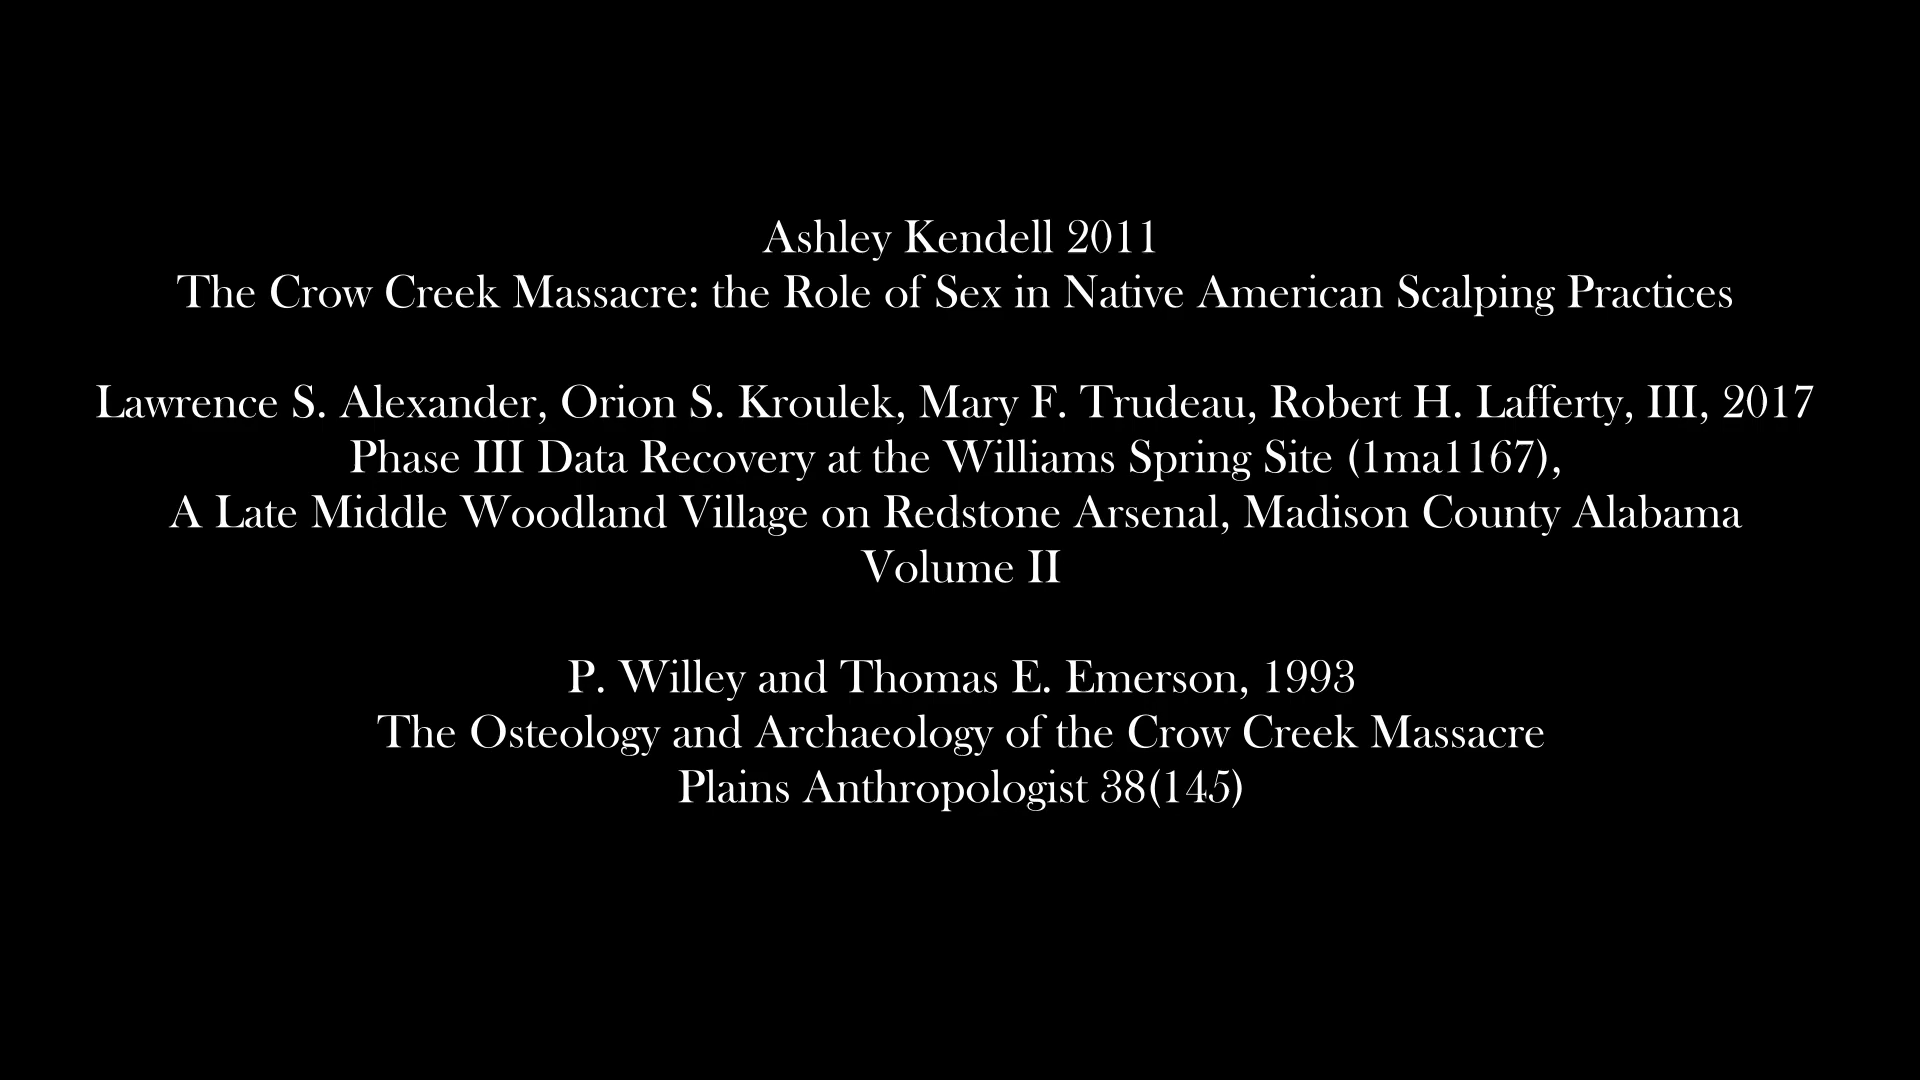 Ashley Kendell 2011
The Crow Creek Massacre: the Role of Sex in Native American Scalping Practices
Lawrence S. Alexander, Orion S. Kroulek, Mary F. Trudeau, Robert H. Lafferty, III, 2017
Phase III Data Recovery at the Williams Spring Site (1ma1167),
A Late Middle Woodland Village on Redstone Arsenal, Madison County Alabama
Volume II
P. Willey and Thomas E. Emerson, 1993
The Osteology and Archaeology of the Crow Creek Massacre
Plains Anthropologist 38(145)